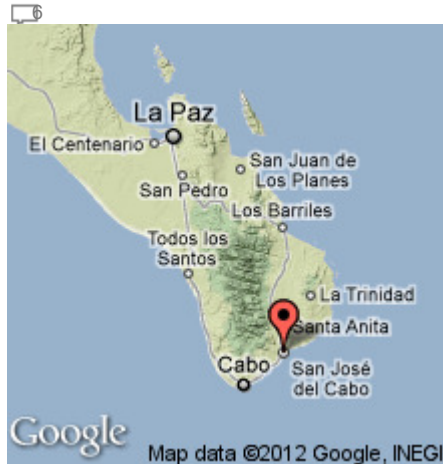 6
La Paz
El Centenario
San Juan de
Los Planes
San Pedro
Los Barriles
Todos los
Santos
La Trinidad
Santa Anita
Cabo
San José
del Cabo
Google
Map data ©2012 Google, INEGI